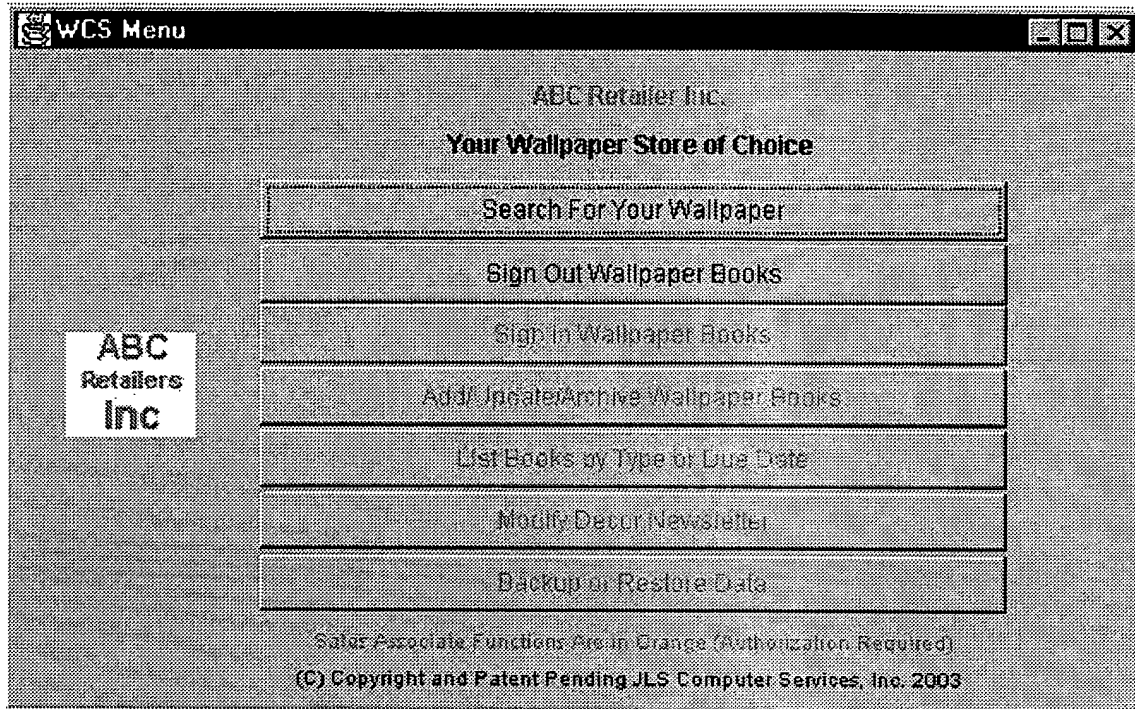 WCS Menu
ABC Retailer Inc.
Your Wallpaper Store of Choice
Search For Your Wallpaper
Sign Out Wallpaper Books
Sign In Wallpaper Books
ABC
Retailers
Inc
Add/Update/Archive Wallpaper Books
List Books by Type or Due Date
Modify Decor Newsletter
Backup or Restore Data
Sales Associate Functions Are in Orange (Authorization Required)
(C) Copyright and Patent Pending JLS Computer Services, Inc. 2003